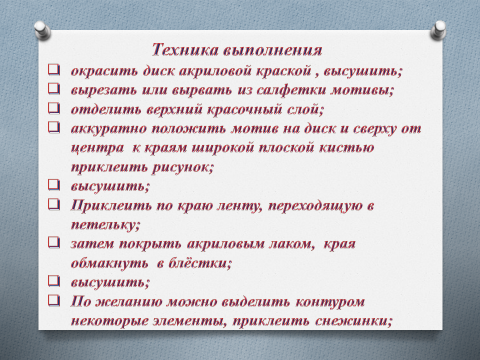 Техника выполнения
❑ окрасить диск акриловой краской , высушить;
❑ вырезать или вырвать из салфетки мотивы;
❑ отделить верхний красочный слой;
❑ аккуратно положить мотив на диск и сверху от
центра к краям широкой плоской кистью
приклеить рисунок;
❑ высушить;
❑ Приклеить по краю ленту, переходящую в
петельку;
❑ затем покрыть акриловым лаком, края
обмакнуть в блёстки;
❑ высушить;
❑ По желанию можно выделить контуром
некоторые элементы, приклеить снежинки;